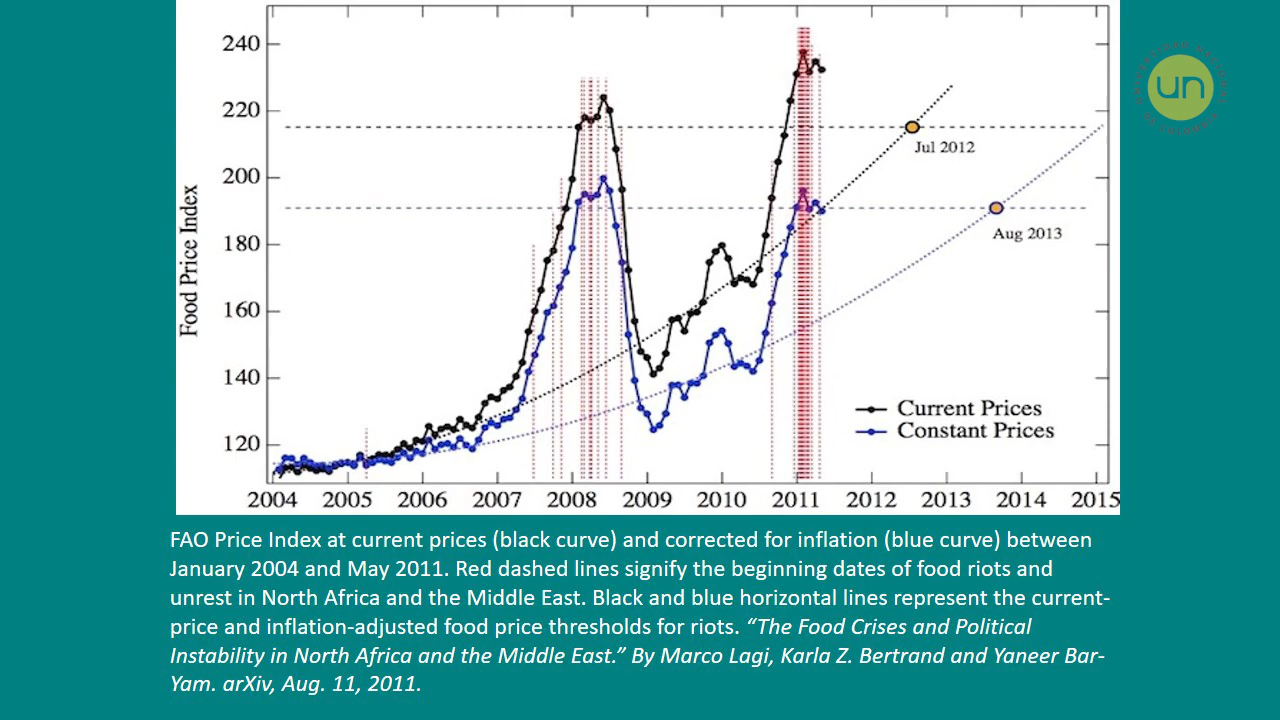 240
220
200
180
160
140
120
Food Price Index
Jul 2012
Aug 2013
Current Prices
Constant Prices
2004 2005 2006 2007 2008 2009 2010 2011 2012 2013 2014 2015
un
FAO Price Index at current prices (black curve) and corrected for inflation (blue curve) between
January 2004 and May 2011. Red dashed lines signify the beginning dates of food riots and
unrest in North Africa and the Middle East. Black and blue horizontal lines represent the current-
price and inflation-adjusted food price thresholds for riots. “The Food Crises and Political
Instability in North Africa and the Middle East.” By Marco Lagi, Karla Z. Bertrand and Yaneer Bar-
Yam. arXiv, Aug. 11, 2011.